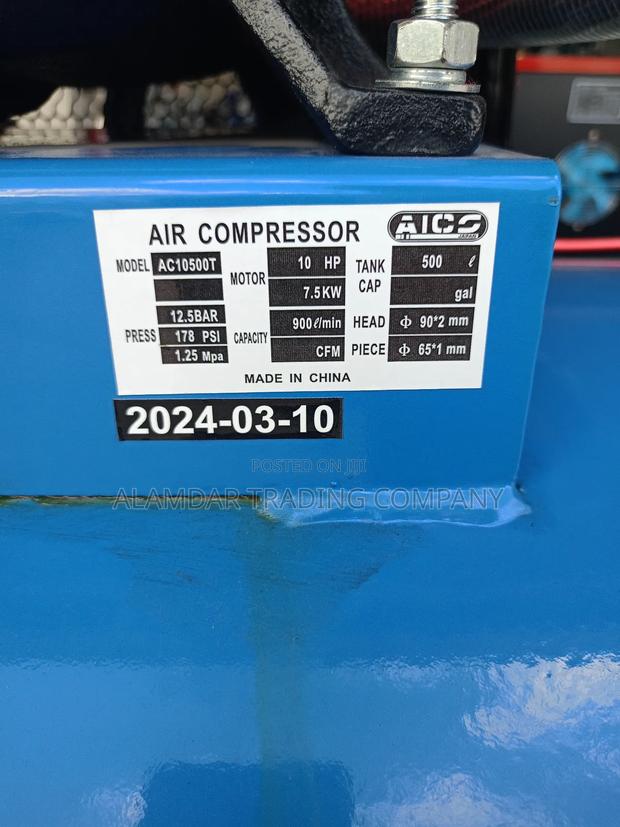 AIR COMPRESSOR AICO
JAPAN
MODEL AC10500T MOTOR 10 HP TANK CAP 500 ℓ
7.5KW gal
PRESS 12.5BAR CAPACITY 900ℓ/min HEAD Φ 90*2 mm
178 PSI CFM PIECE Φ 65*1 mm
1.25 Mpa
MADE IN CHINA
2024-03-10
POSTED ON JIJI
ALAMDAR TRADING COMPANY